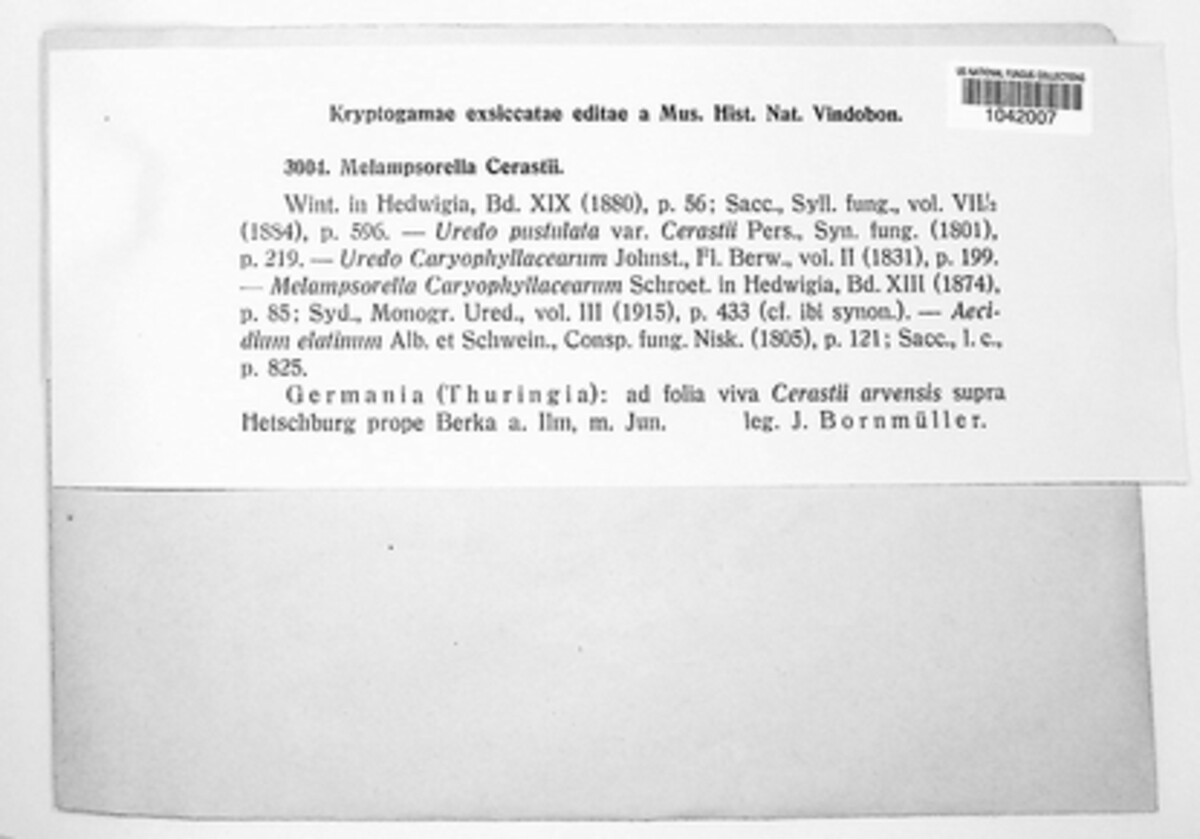 US NATIONAL FUNGUS COLLECTIONS
1042007
Kryptogamae exsiccatae editae a Mus. Hist. Nat. Vindobon.
3004. Melampsorella Cerastii.
Wint. in Hedwigia, Bd. XIX (1880), p. 56; Sacc., Syll. fung., vol. VII/2
(1884), p. 596. — Uredo pustulata var. Cerastii Pers., Syn. fung. (1801),
p. 219. — Uredo Caryophyllacearum Johnst., Fl. Berw., vol. II (1831), p. 199.
— Melampsorella Caryophyllacearum Schroet. in Hedwigia, Bd. XIII (1874),
p. 85; Syd., Monogr. Ured., vol. III (1915), p. 433 (cf. ibi synon.). — Aeci-
dium elatinum Alb. et Schwein., Consp. fung. Nisk. (1805), p. 121; Sacc., l. c.,
p. 825.
Germania (Thuringia): ad folia viva Cerastii arvensis supra
Hetschburg prope Berka a. Ilm, m. Jun. leg. J. Bornmüller.